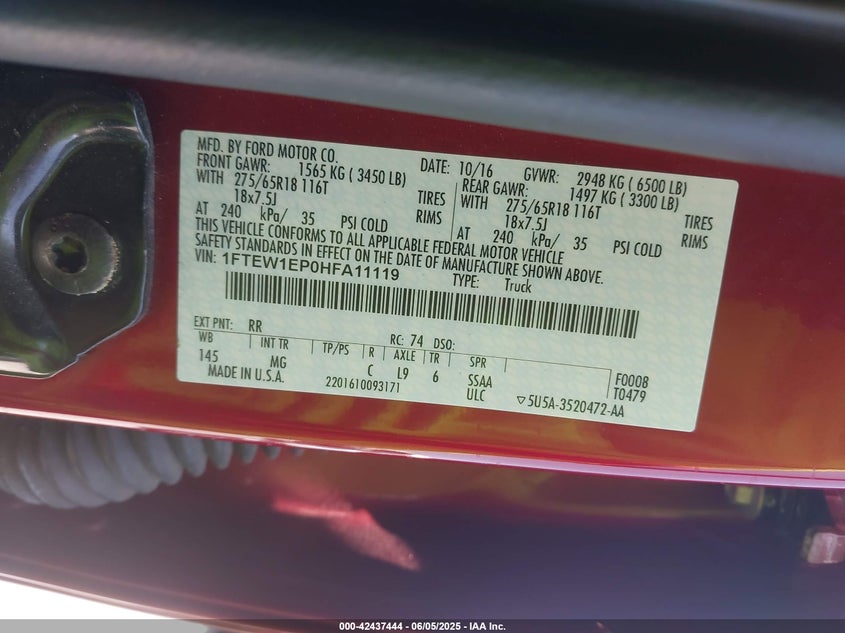 MFD. BY FORD MOTOR CO.
DATE: 10/16 GVWR: 2948 KG ( 6500 LB)
FRONT GAWR: 1565 KG ( 3450 LB) REAR GAWR: 1497 KG ( 3300 LB)
WITH 275/65R18 116T TIRES WITH 275/65R18 116T TIRES
18x7.5J RIMS 18x7.5J RIMS
AT 240 kPa/ 35 PSI COLD AT 240 kPa/ 35 PSI COLD
THIS VEHICLE CONFORMS TO ALL APPLICABLE FEDERAL MOTOR VEHICLE
SAFETY STANDARDS IN EFFECT ON THE DATE OF MANUFACTURE SHOWN ABOVE.
VIN: 1FTEW1EP0HFA11119
TYPE: Truck
EXT PNT: RR RC: 74 DSO:
WB INT TR TP/PS R AXLE TR SPR
145 MG C L9 6 SSAA F000B
MADE IN U.S.A. 2201610093171 ULC ▽5U5A-3520472-AA T0479
000-42437444 | 06/05/2025 - IAA Inc.